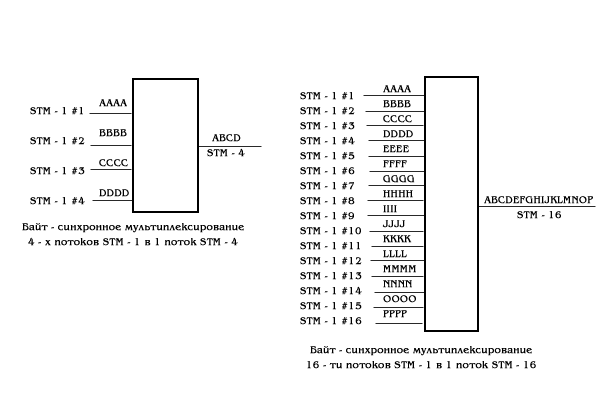 AAAA
STM - 1 #1
BBBB
STM - 1 #2
CCCC
STM - 1 #3
DDDD
STM - 1 #4
ABCD
STM - 4
Байт - синхронное мультиплексирование
4 - х потоков STM - 1 в 1 поток STM - 4
AAAA
STM - 1 #1
BBBB
STM - 1 #2
CCCC
STM - 1 #3
DDDD
STM - 1 #4
EEEE
STM - 1 #5
FFFF
STM - 1 #6
GGGG
STM - 1 #7
HHHH
STM - 1 #8
IIII
STM - 1 #9
JJJJ
STM - 1 #10
KKKK
STM - 1 #11
LLLL
STM - 1 #12
MMMM
STM - 1 #13
NNNN
STM - 1 #14
OOOO
STM - 1 #15
PPPP
STM - 1 #16
ABCDEFGHIJKLMNOP
STM - 16
Байт - синхронное мультиплексирование
16 - ти потоков STM - 1 в 1 поток STM - 16